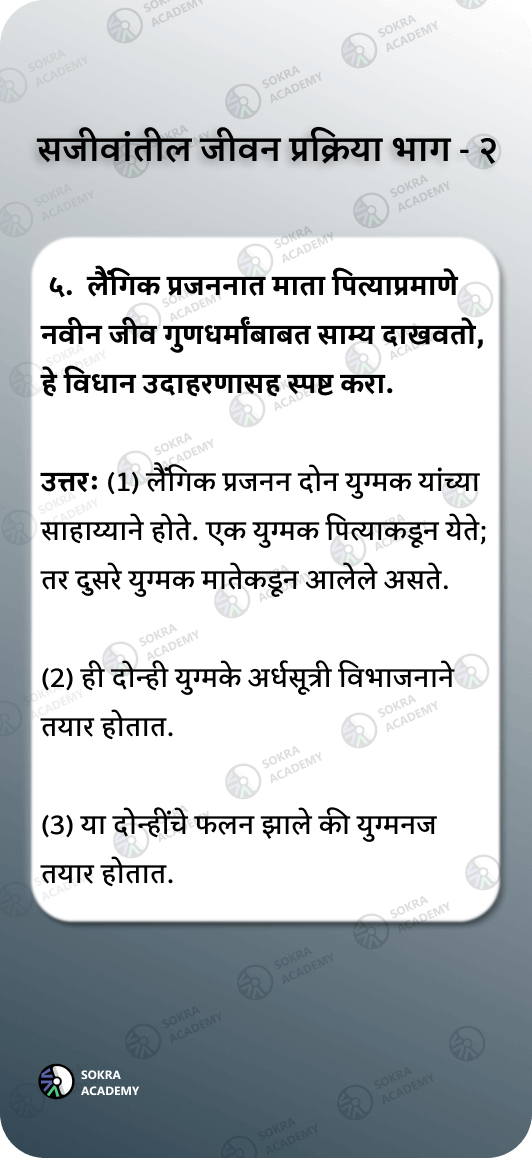 सजीवांतील जीवन प्रक्रिया भाग - २
५. लैंगिक प्रजननात माता पित्याप्रमाणे
नवीन जीव गुणधर्मांबाबत साम्य दाखवतो,
हे विधान उदाहरणासह स्पष्ट करा.
उत्तरः (1) लैंगिक प्रजनन दोन युग्मक यांच्या
साहाय्याने होते. एक युग्मक पित्याकडून येते;
तर दुसरे युग्मक मातेकडून आलेले असते.
(2) ही दोन्ही युग्मके अर्धसूत्री विभाजनाने
तयार होतात.
(3) या दोन्हींचे फलन झाले की युग्मनज
तयार होतात.
SOKRA
ACADEMY